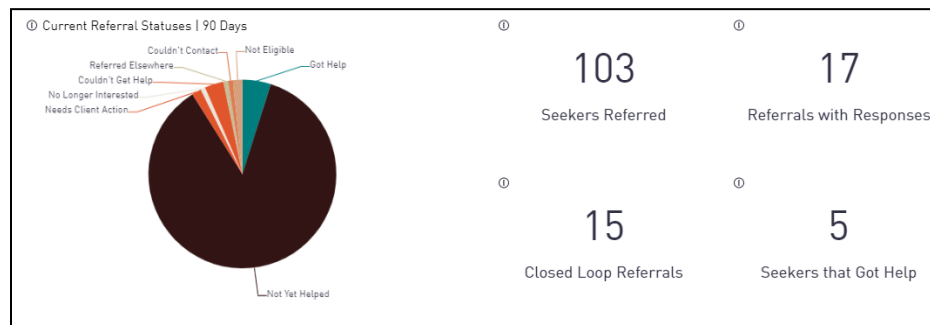 Current Referral Statuses | 90 Days
Couldn't Contact
Not Eligible
Referred Elsewhere
Got Help
Couldn't Get Help
No Longer Interested
Needs Client Action
Not Yet Helped
103
Seekers Referred
17
Referrals with Responses
15
Closed Loop Referrals
5
Seekers that Got Help